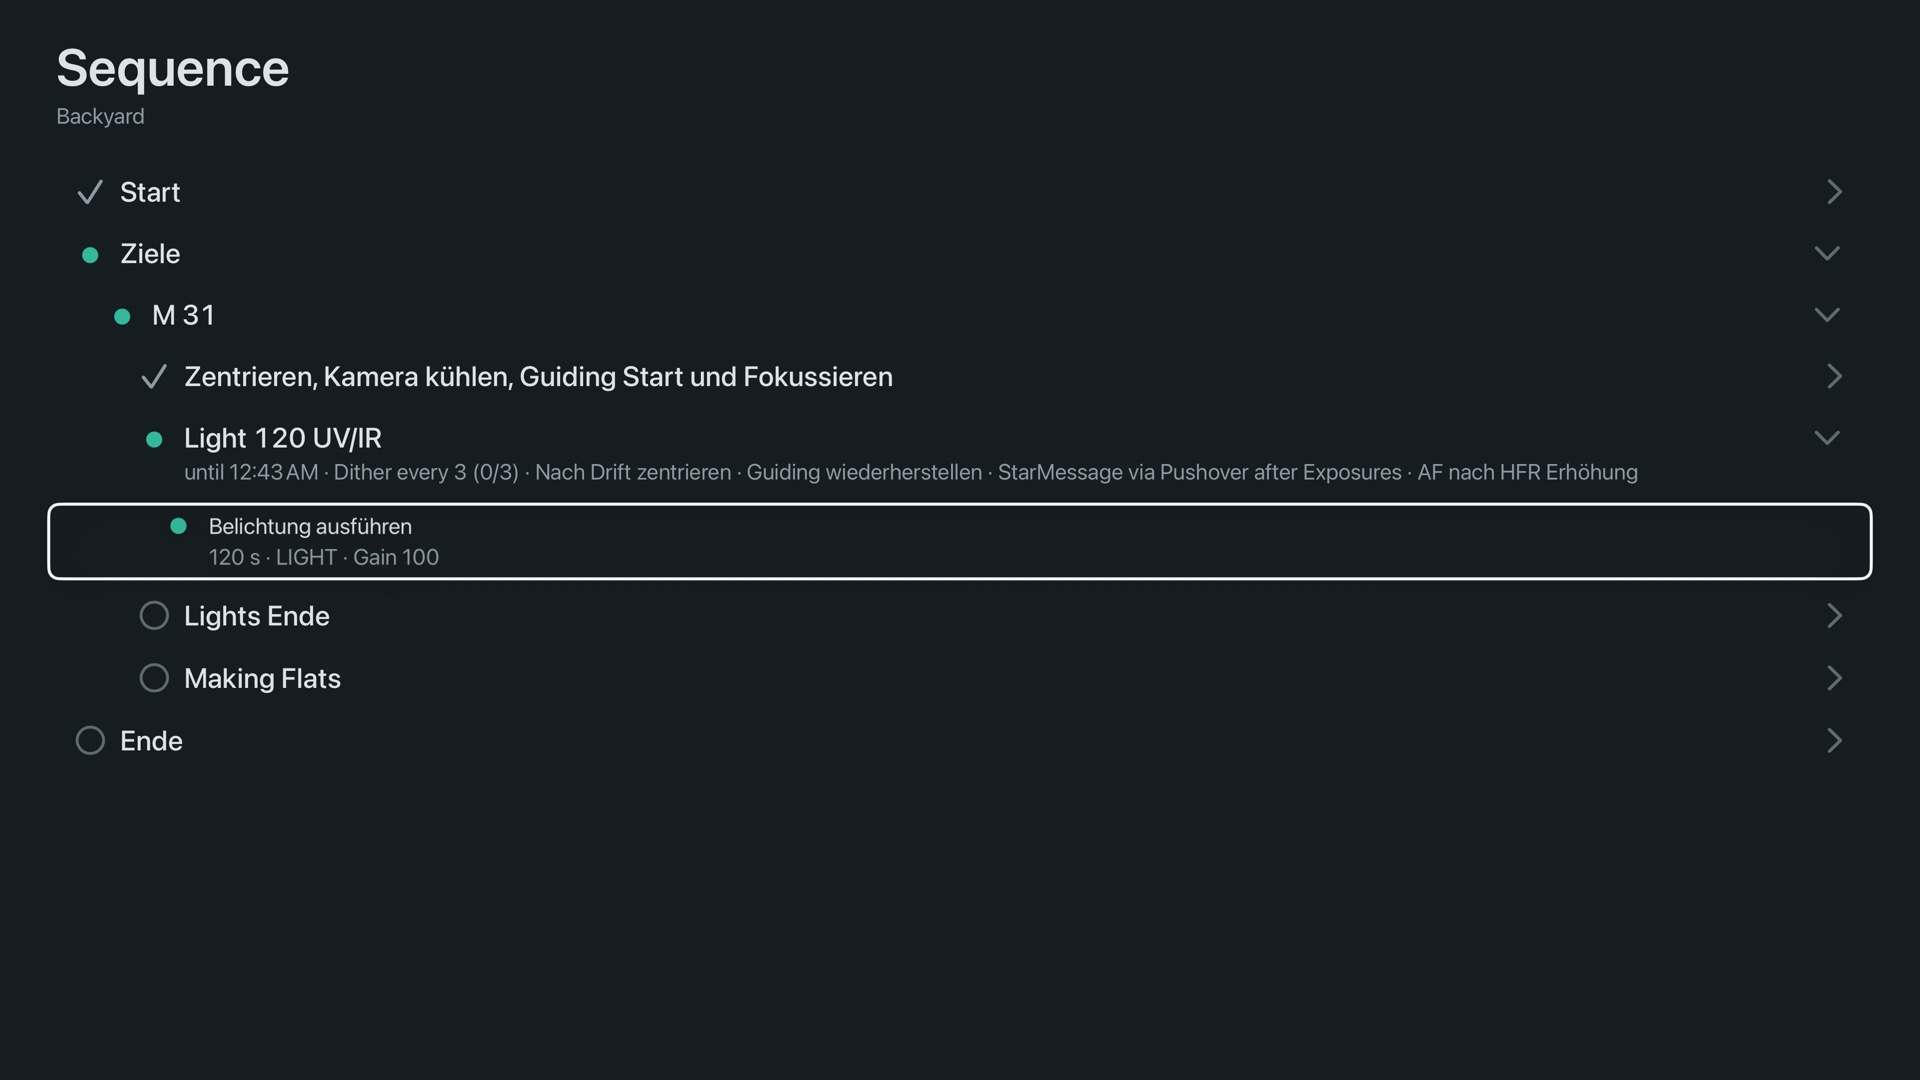 Sequence
Backyard
Start
Ziele
M 31
Zentrieren, Kamera kühlen, Guiding Start und Fokussieren
Light 120 UV/IR
until 12:43 AM · Dither every 3 (0/3) · Nach Drift zentrieren · Guiding wiederherstellen · StarMessage via Pushover after Exposures · AF nach HFR Erhöhung
Belichtung ausführen
120 s · LIGHT · Gain 100
Lights Ende
Making Flats
Ende